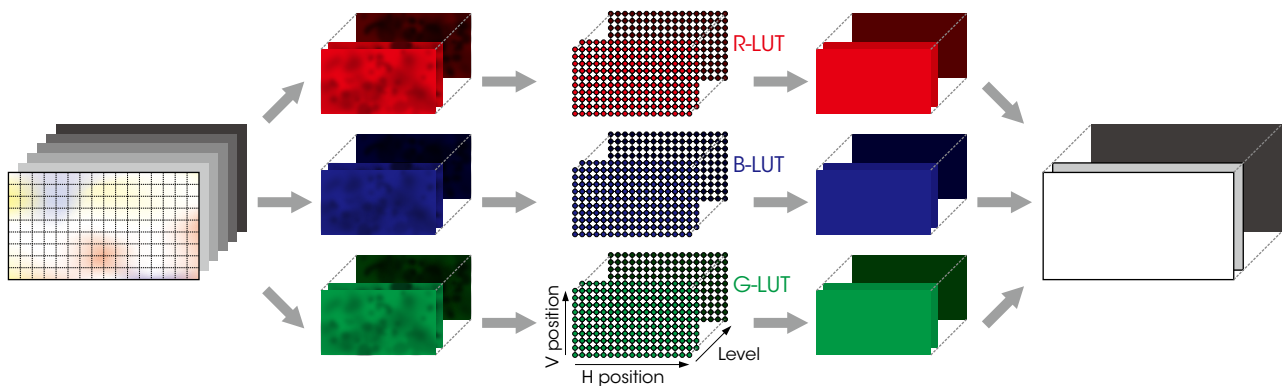 R-LUT
B-LUT
G-LUT
V position
Level
H position